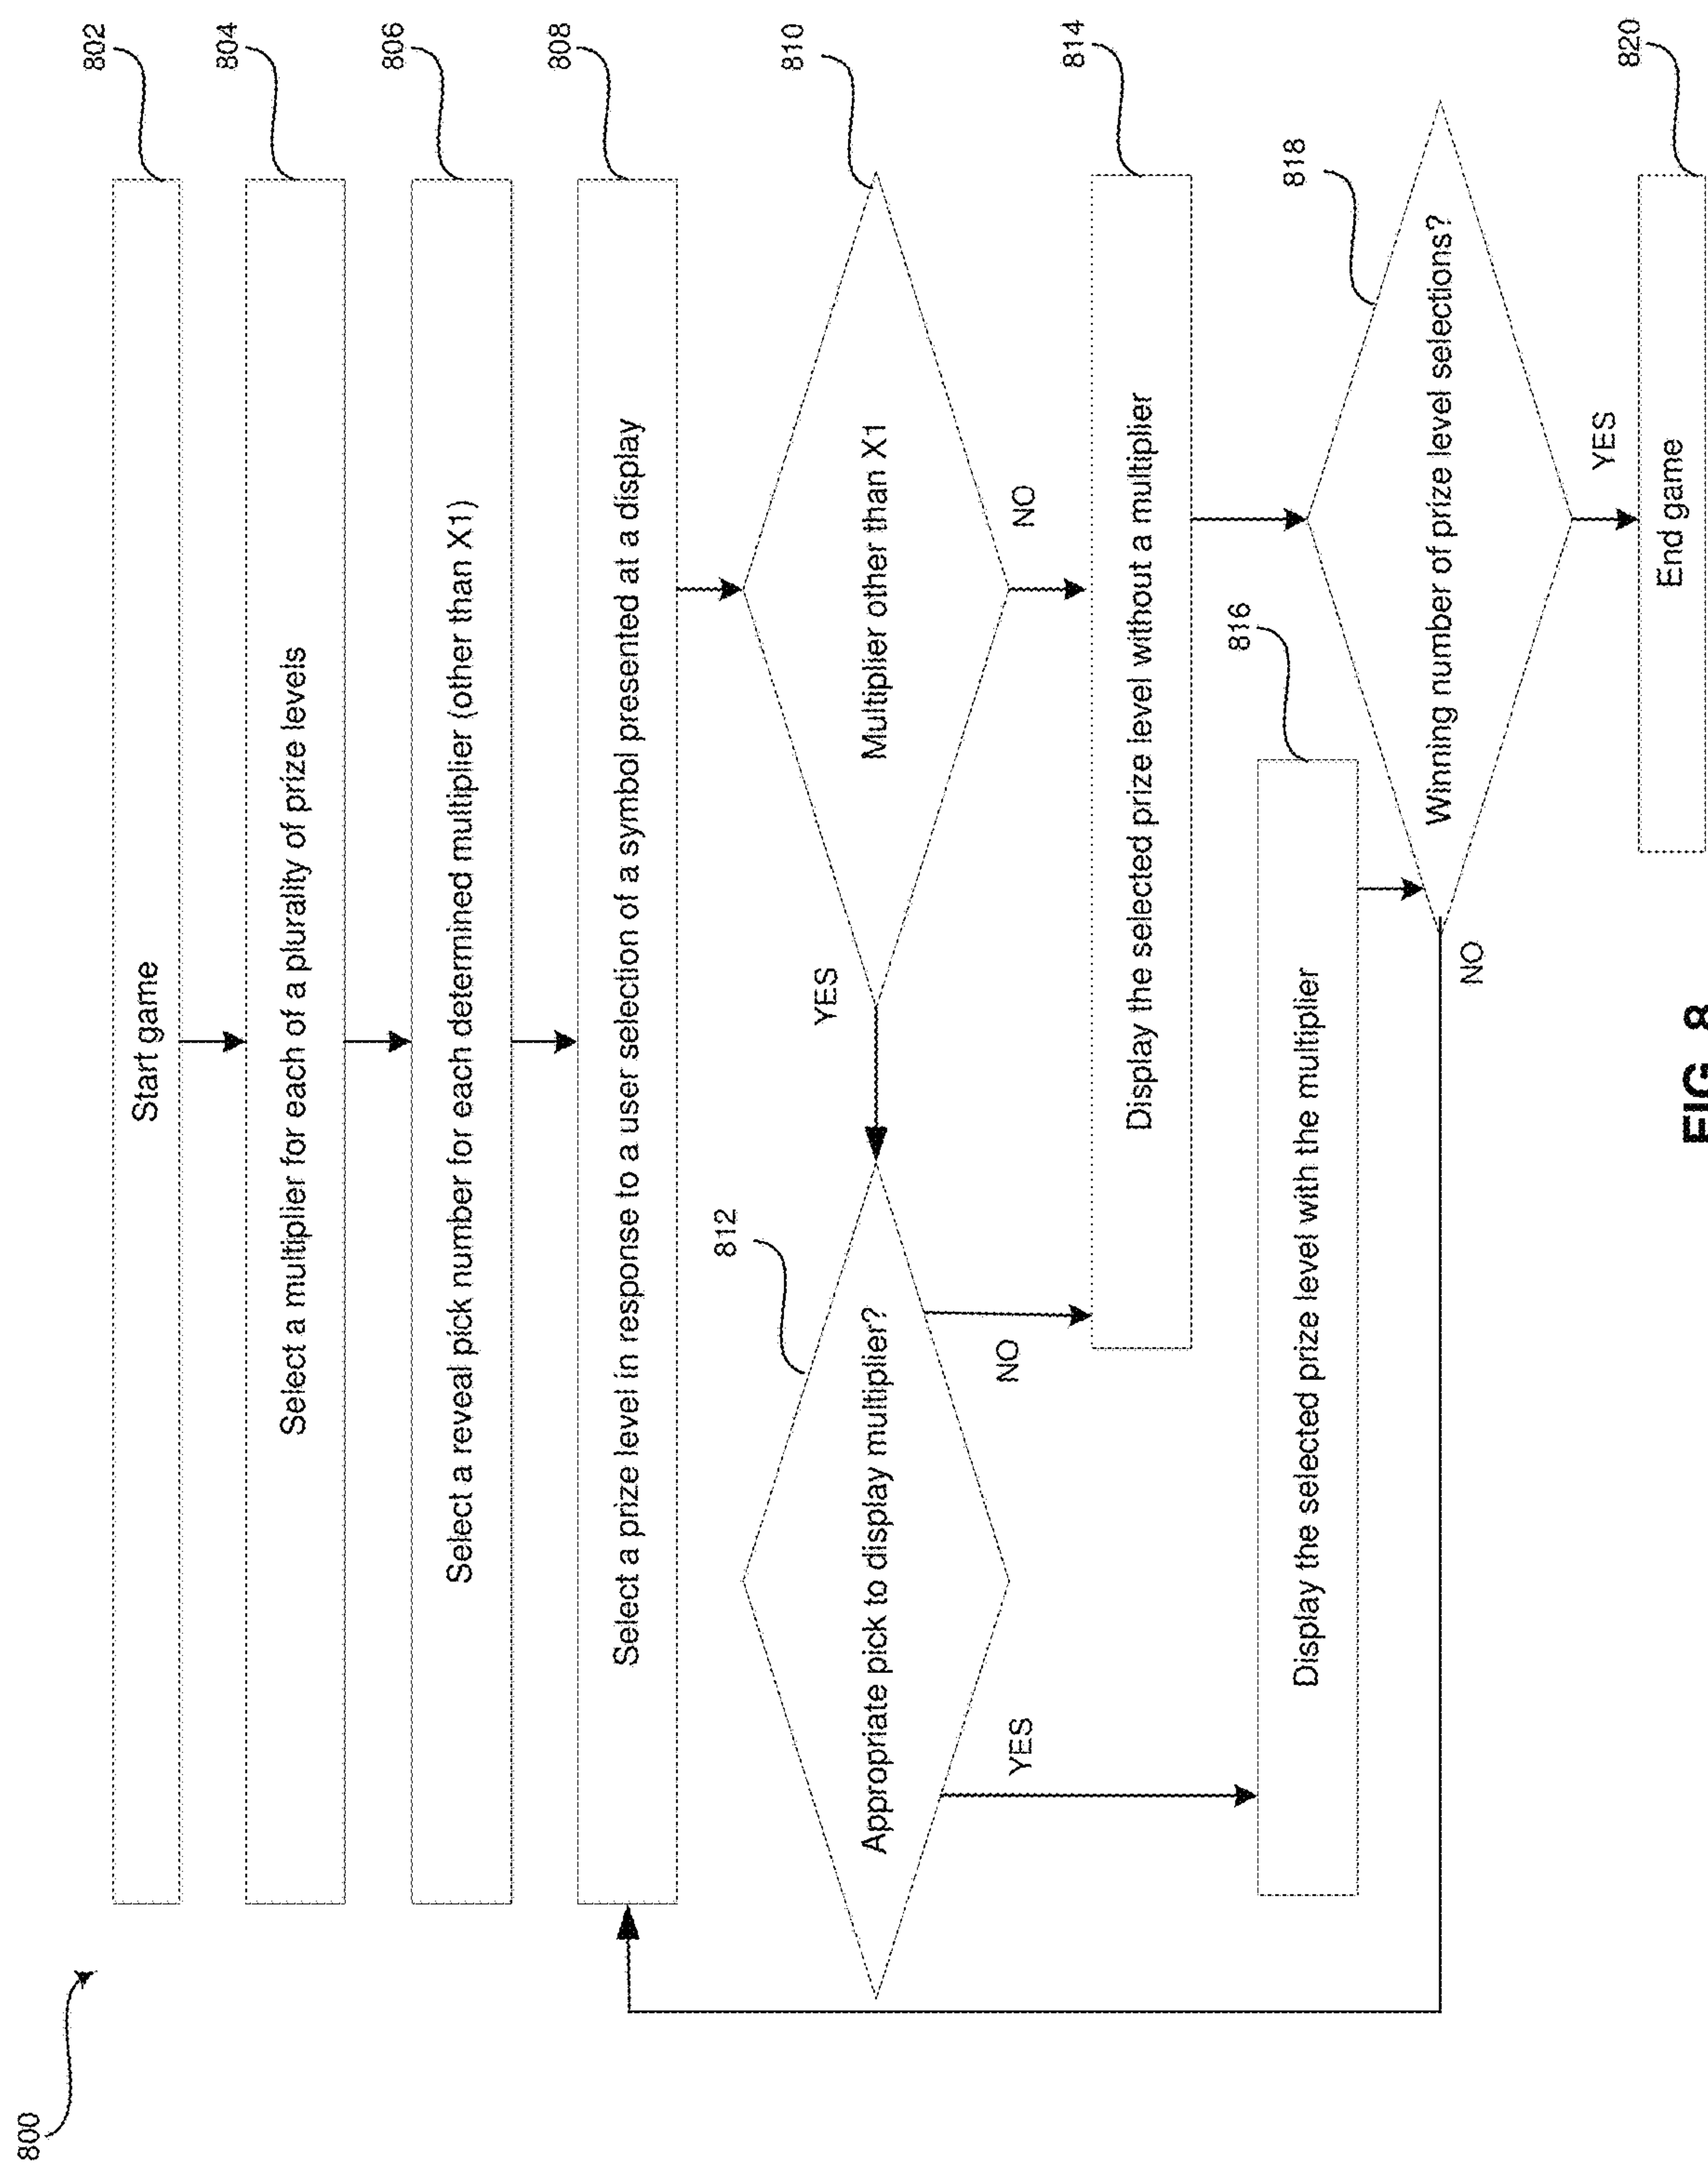 800
802
Start game
804
Select a multiplier for each of a plurality of prize levels
806
Select a reveal pick number for each determined multiplier (other than X1)
808
Select a prize level in response to a user selection of a symbol presented at a display
810
Multiplier other than X1
YES
NO
812
Appropriate pick to display multiplier?
NO
YES
814
Display the selected prize level without a multiplier
816
Display the selected prize level with the multiplier
818
Winning number of prize level selections?
NO
YES
820
End game
FIG. 8